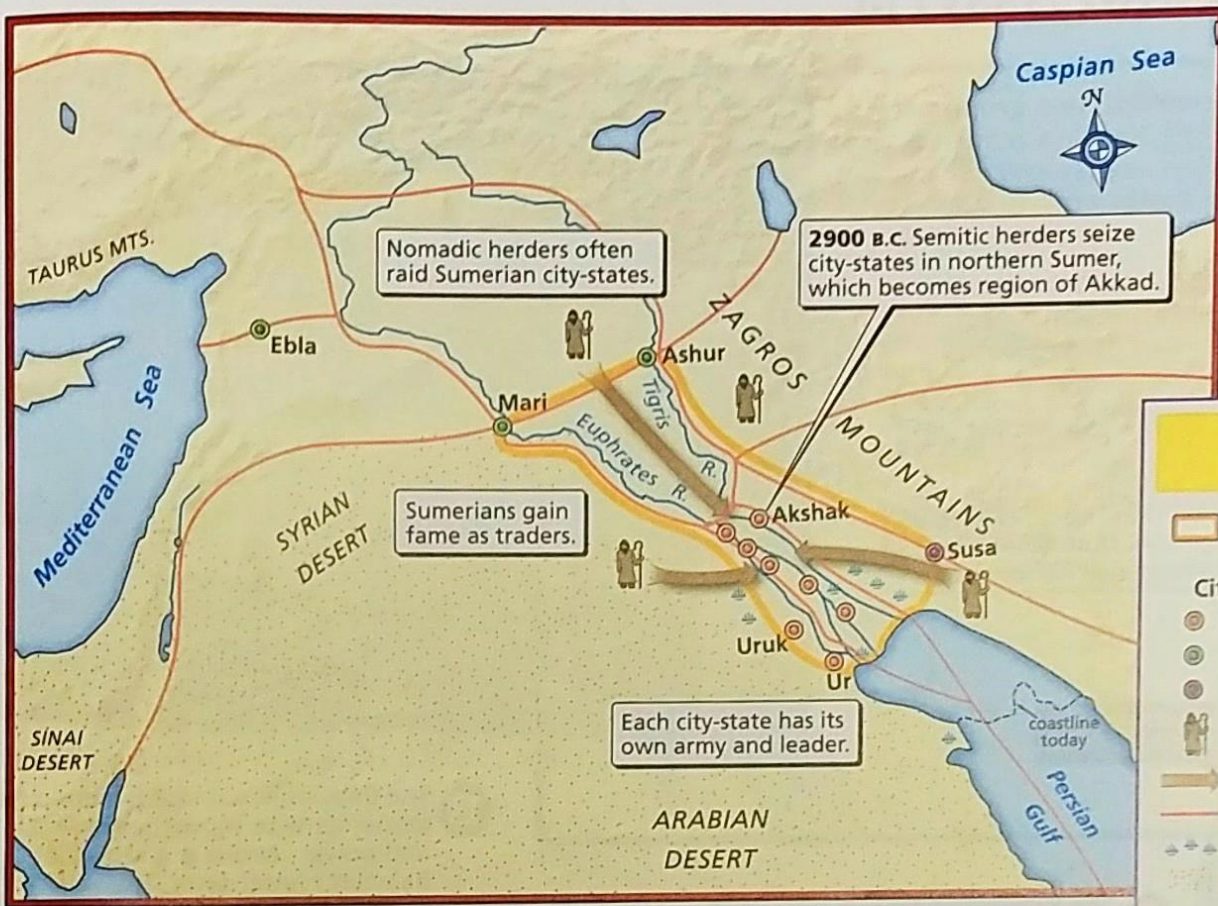 Caspian Sea
N
TAURUS MTS.
Nomadic herders often
raid Sumerian city-states.
2900 B.C. Semitic herders seize
city-states in northern Sumer,
which becomes region of Akkad.
ZAGROS
MOUNTAINS
Ebla
Ashur
Mari
Tigris
R.
Euphrates
R.
Mediterranean Sea
SYRIAN
DESERT
Sumerians gain
fame as traders.
Akshak
Susa
Uruk
Ur
Each city-state has its
own army and leader.
SINAI
DESERT
coastline
today
Persian
Gulf
ARABIAN
DESERT